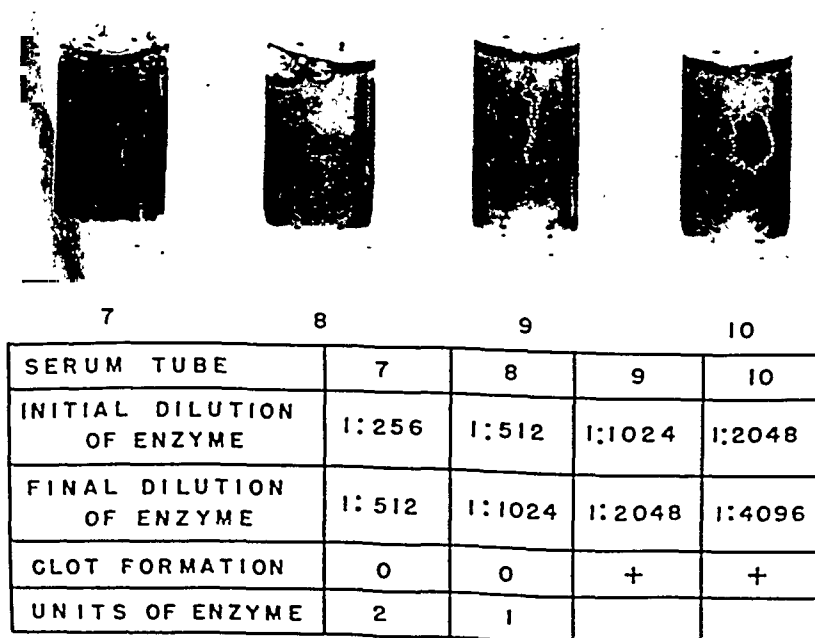 7 8 9 10
SERUM TUBE 7 8 9 10
INITIAL DILUTION
OF ENZYME 1:256 1:512 1:1024 1:2048
FINAL DILUTION
OF ENZYME 1:512 1:1024 1:2048 1:4096
CLOT FORMATION 0 0 + +
UNITS OF ENZYME 2 1